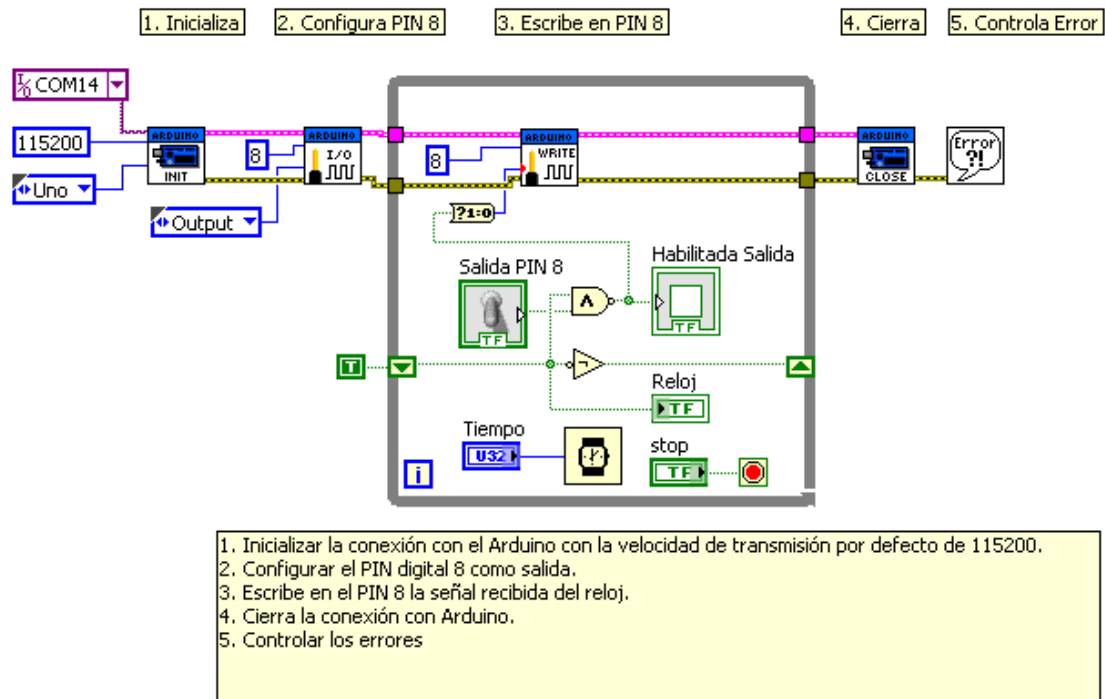 1. Inicializa
2. Configura PIN 8
3. Escribe en PIN 8
4. Cierra
5. Controla Error
I/O COM14
115200
Uno
ARDUINO
INIT
8
Output
ARDUINO
I/O
8
ARDUINO
WRITE
?1:0
ARDUINO
CLOSE
Error
?!
Salida PIN 8
TF
Habilitada Salida
TF
T
Reloj
TF
Tiempo
U32
stop
TF
i
1. Inicializar la conexión con el Arduino con la velocidad de transmisión por defecto de 115200.
2. Configurar el PIN digital 8 como salida.
3. Escribe en el PIN 8 la señal recibida del reloj.
4. Cierra la conexión con Arduino.
5. Controlar los errores